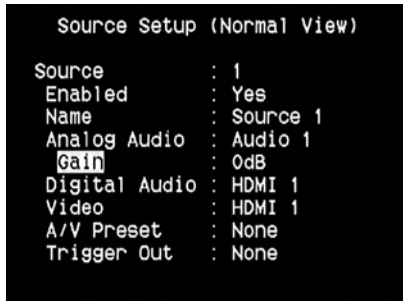 Source Setup (Normal View)
Source : 1
Enabled : Yes
Name : Source 1
Analog Audio : Audio 1
Gain : 0dB
Digital Audio : HDMI 1
Video : HDMI 1
A/V Preset : None
Trigger Out : None